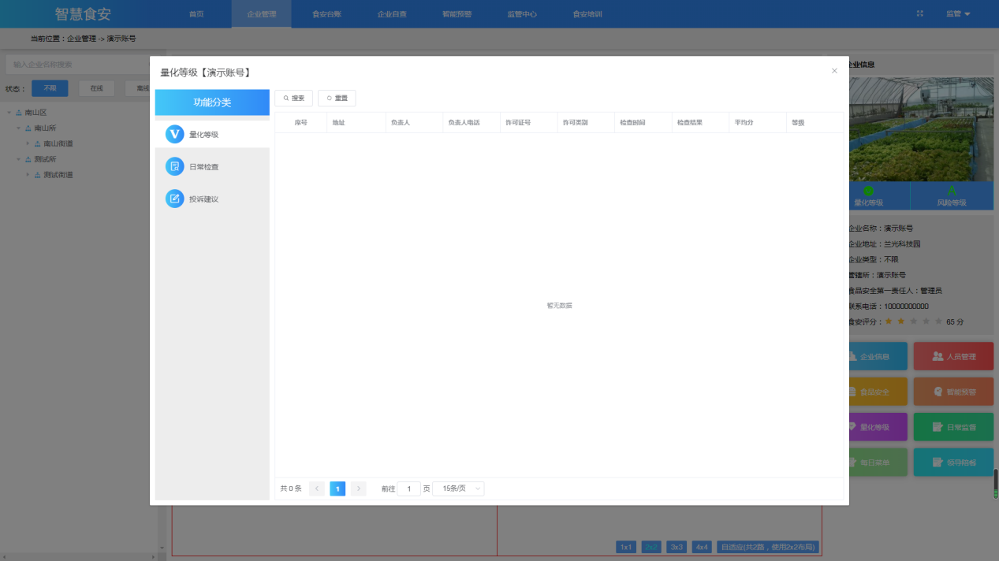 智慧食安
首页 企业管理 食安台账 企业自查 智能预警 监管中心 食安培训 监管
当前位置：企业管理 -> 演示账号
输入企业名称搜索
状态： 不限 在线 离线
南山区
南山所
南山街道
测试所
测试街道
量化等级【演示账号】
功能分类
量化等级
日常检查
投诉建议
搜索 重置
序号 地址 负责人 负责人电话 许可证号 许可类别 检查时间 检查结果 平均分 等级
暂无数据
共 0 条 1 前往 1 页 15条/页
企业信息
量化等级 A 风险等级
企业名称：演示账号
企业地址：兰光科技园
企业类型：不限
管辖所：演示账号
食品安全第一责任人：管理员
联系电话：10000000000
食安评分： 65 分
企业信息 人员管理
食品安全 智能预警
量化等级 日常监督
每日菜单 领导陪餐
1x1 2x2 3x3 4x4 自适应(共2路，使用2x2布局)